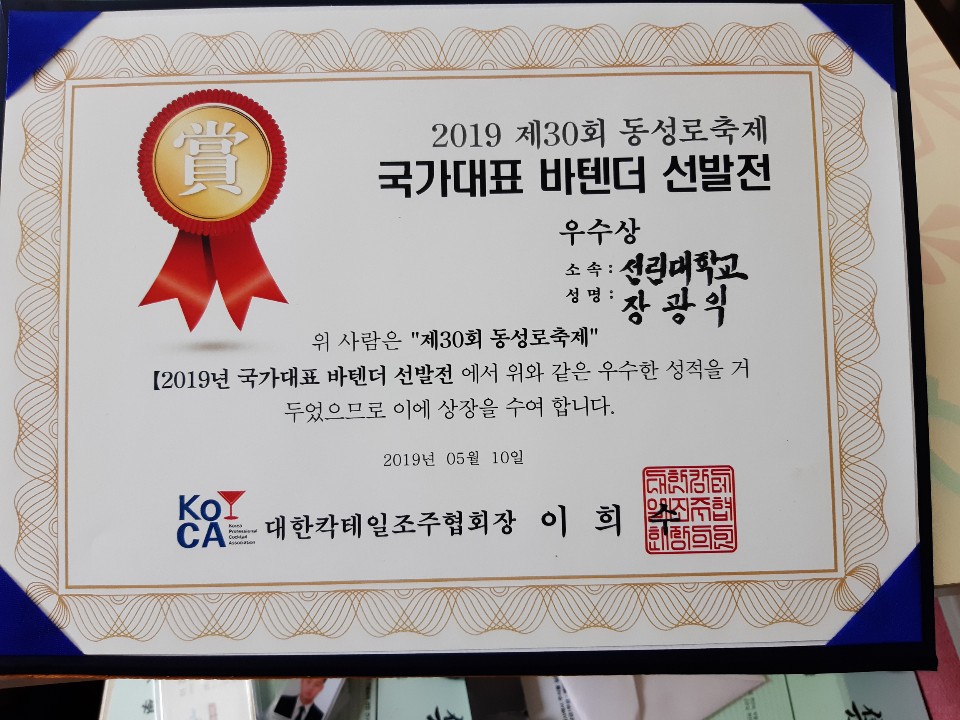 賞
2019 제30회 동성로축제
국가대표 바텐더 선발전
우수상
소 속 : 선린대학교
성 명 : 장 광 익
위 사람은 "제30회 동성로축제"
【2019년 국가대표 바텐더 선발전 에서 위와 같은 우수한 성적을 거
두었으므로 이에 상장을 수여 합니다.
2019년 05월 10일
KoCA
Korea
Professional
Cocktail
Association
대한칵테일조주협회장 이 희 수